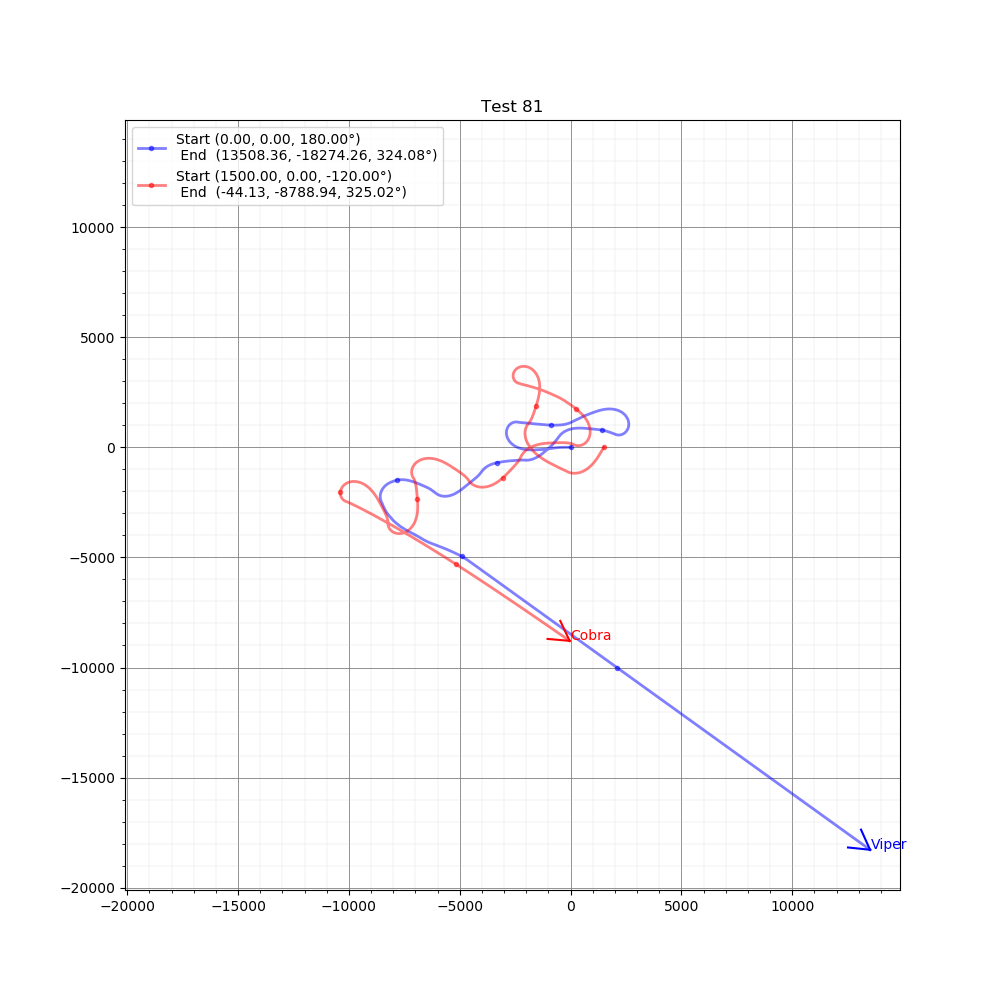 Test 81
Start (0.00, 0.00, 180.00°)
End  (13508.36, -18274.26, 324.08°)
Start (1500.00, 0.00, -120.00°)
End  (-44.13, -8788.94, 325.02°)
10000
5000
0
−5000
−10000
−15000
−20000
Cobra
Viper
−20000 −15000 −10000 −5000 0 5000 10000